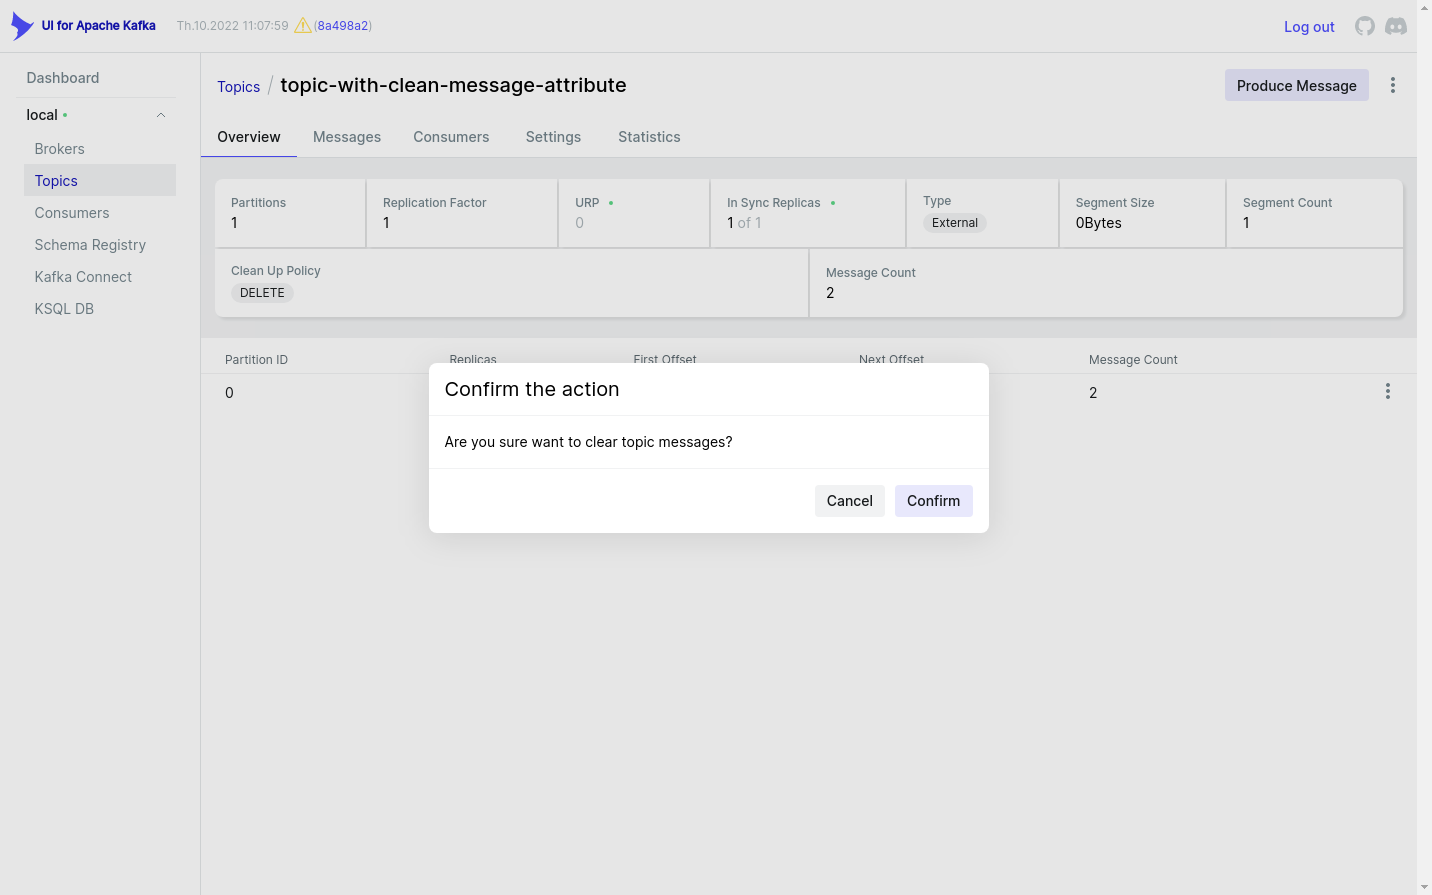 UI for Apache Kafka Th.10.2022 11:07:59 (8a498a2) Log out
Dashboard
local
Brokers
Topics
Consumers
Schema Registry
Kafka Connect
KSQL DB
Topics / topic-with-clean-message-attribute Produce Message
Overview Messages Consumers Settings Statistics
Partitions Replication Factor URP In Sync Replicas Type Segment Size Segment Count
1 1 0 1 of 1 External 0Bytes 1
Clean Up Policy Message Count
DELETE 2
Partition ID Replicas First Offset Next Offset Message Count
0 2
Confirm the action
Are you sure want to clear topic messages?
Cancel Confirm